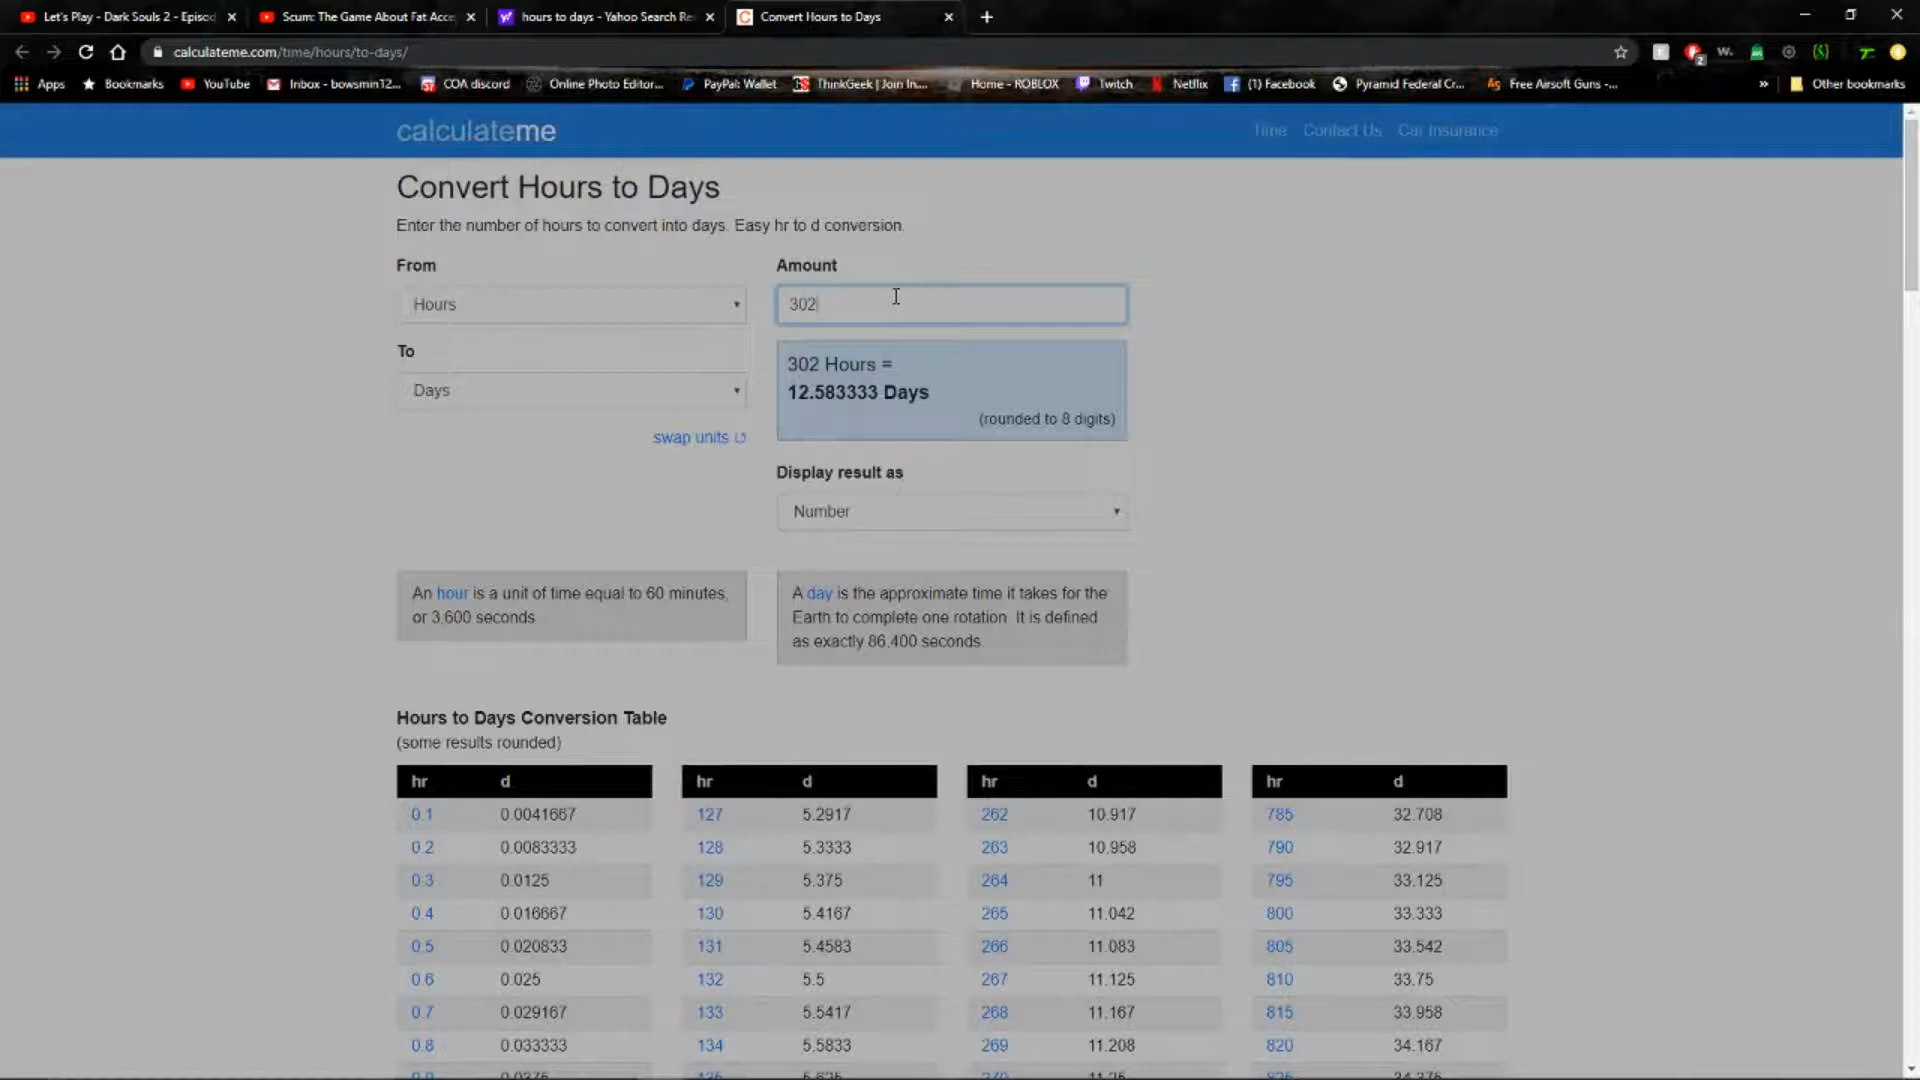 Let's Play - Dark Souls 2 - Episod
Scum: The Game About Fat Acce
hours to days - Yahoo Search Re
Convert Hours to Days
calculateme.com/time/hours/to-days/
Apps
Bookmarks
YouTube
Inbox - bowsmin12...
COA discord
Online Photo Editor...
PayPal: Wallet
ThinkGeek | Join In...
Home - ROBLOX
Twitch
Netflix
(1) Facebook
Pyramid Federal Cr...
Free Airsoft Guns -...
»
Other bookmarks
calculateme
Time Contact Us Car Insurance
Convert Hours to Days
Enter the number of hours to convert into days. Easy hr to d conversion.
From
Amount
Hours
302
To
302 Hours =
Days
12.583333 Days
(rounded to 8 digits)
swap units
Display result as
Number
An hour is a unit of time equal to 60 minutes,
or 3,600 seconds
A day is the approximate time it takes for the
Earth to complete one rotation. It is defined
as exactly 86,400 seconds.
Hours to Days Conversion Table
(some results rounded)
hr d hr d hr d hr d
0.1 0.0041667 127 5.2917 262 10.917 785 32.708
0.2 0.0083333 128 5.3333 263 10.958 790 32.917
0.3 0.0125 129 5.375 264 11 795 33.125
0.4 0.016667 130 5.4167 265 11.042 800 33.333
0.5 0.020833 131 5.4583 266 11.083 805 33.542
0.6 0.025 132 5.5 267 11.125 810 33.75
0.7 0.029167 133 5.5417 268 11.167 815 33.958
0.8 0.033333 134 5.5833 269 11.208 820 34.167